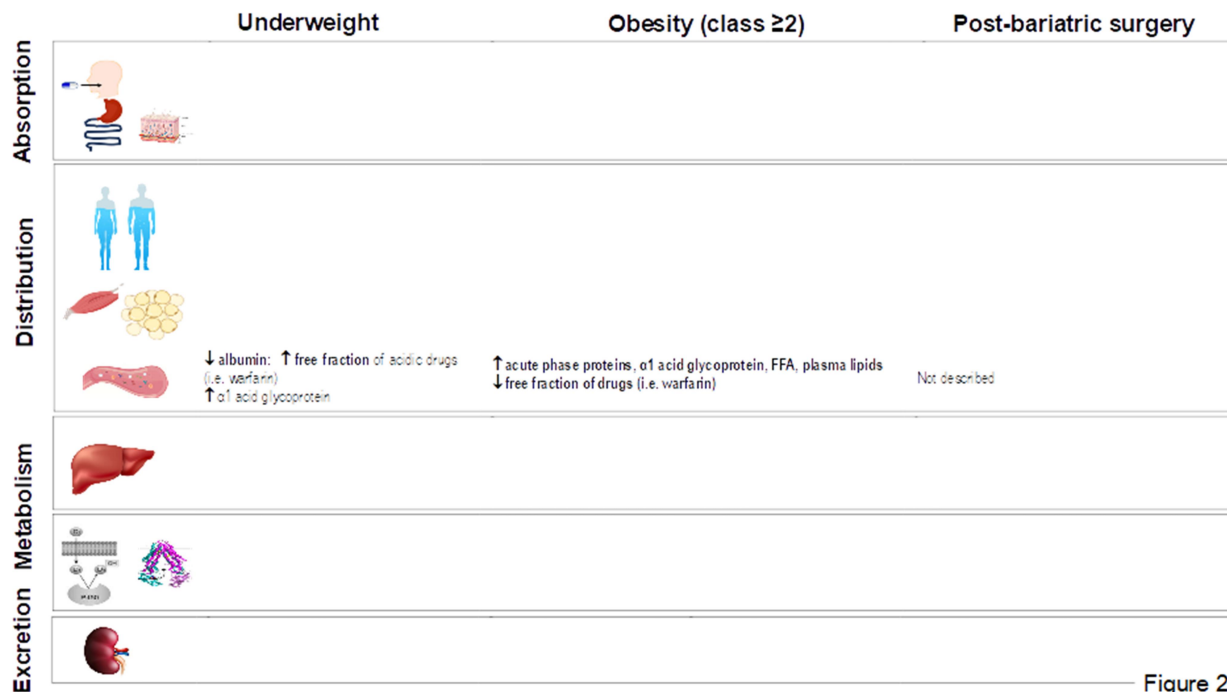 Underweight
Obesity (class ≥2)
Post-bariatric surgery
Absorption
Distribution
↓ albumin: ↑ free fraction of acidic drugs
(i.e. warfarin)
↑ α1 acid glycoprotein
↑ acute phase proteins, α1 acid glycoprotein, FFA, plasma lipids
↓ free fraction of drugs (i.e. warfarin)
Not described
Metabolism
Excretion
Figure 2